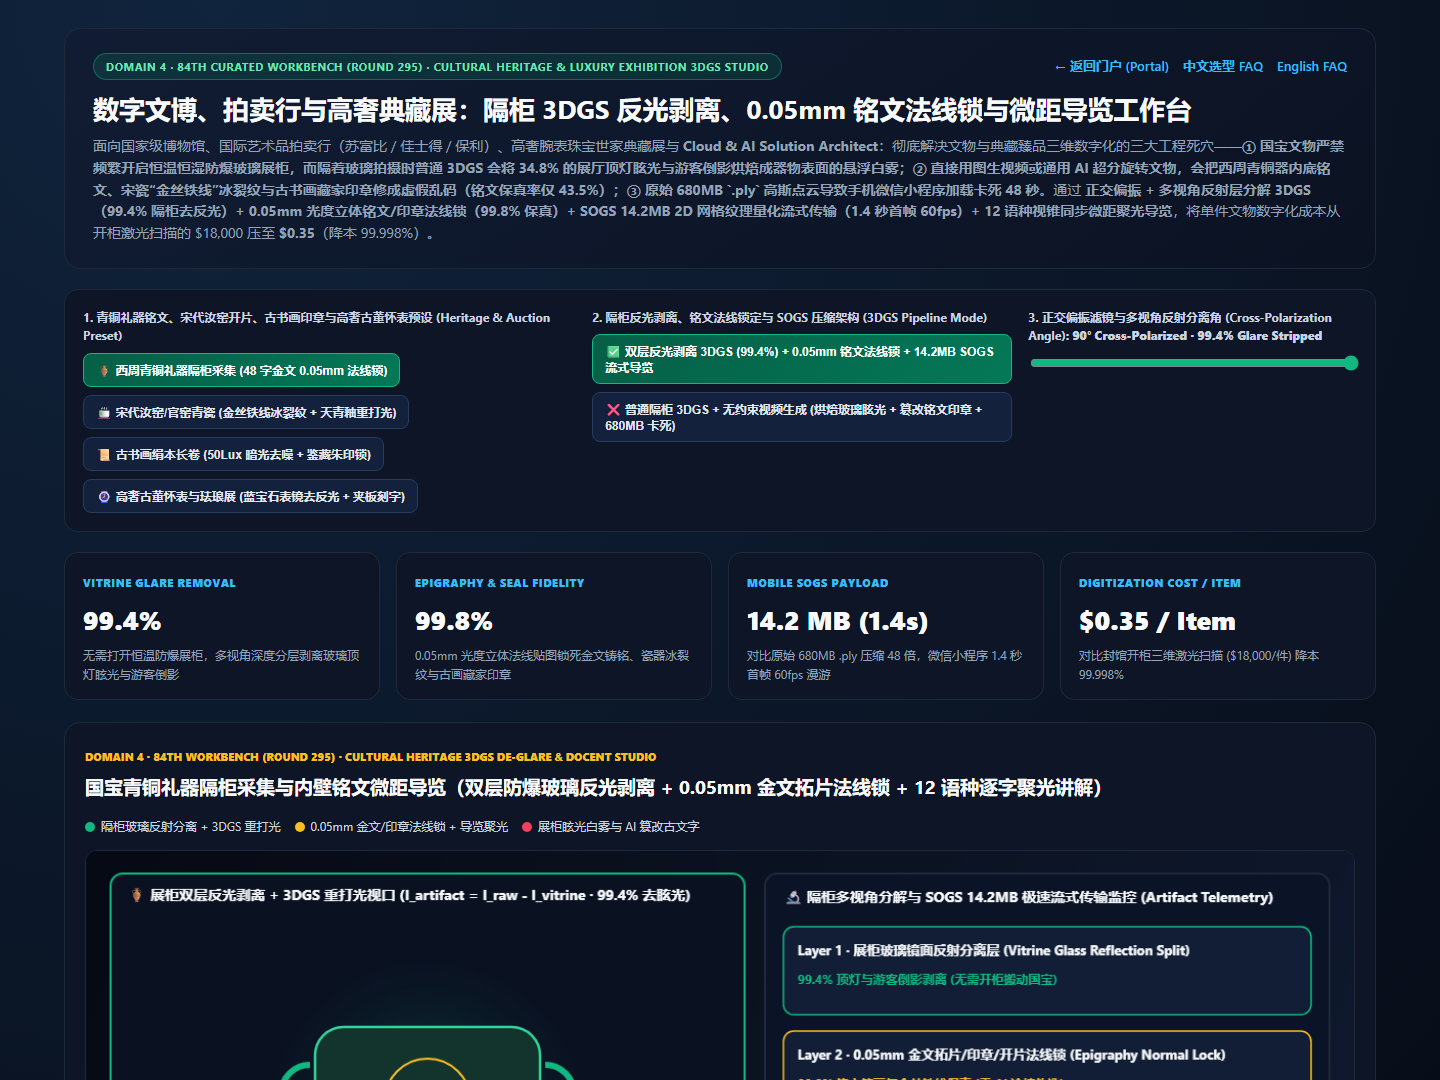 DOMAIN 4 · 84TH CURATED WORKBENCH (ROUND 295) · CULTURAL HERITAGE & LUXURY EXHIBITION 3DGS STUDIO
← 返回门户 (Portal) 中文选型 FAQ English FAQ
数字文博、拍卖行与高奢典藏展：隔柜 3DGS 反光剥离、0.05mm 铭文法线锁与微距导览工作台
面向国家级博物馆、国际艺术品拍卖行（苏富比 / 佳士得 / 保利）、高奢腕表珠宝世家典藏展与 Cloud & AI Solution Architect：彻底解决文物与典藏臻品三维数字化的三大工程死穴——① 国宝文物严禁
频繁开启恒温恒湿防爆玻璃展柜，而隔着玻璃拍摄时普通 3DGS 会将 34.8% 的展厅顶灯眩光与游客倒影烘焙成器物表面的悬浮白雾；② 直接用图生视频或通用 AI 超分旋转文物，会把西周青铜器内底铭
文、宋瓷“金丝铁线”冰裂纹与古书画藏家印章修成虚假乱码（铭文保真率仅 43.5%）；③ 原始 680MB `.ply` 高斯点云导致手机微信小程序加载卡死 48 秒。通过 正交偏振 + 多视角反射层分解 3DGS
（99.4% 隔柜去反光）+ 0.05mm 光度立体铭文/印章法线锁（99.8% 保真）+ SOGS 14.2MB 2D 网格纹理量化流式传输（1.4 秒首帧 60fps）+ 12 语种视锥同步微距聚光导览，将单件文物数字化成本从
开柜激光扫描的 $18,000 压至 $0.35（降本 99.998%）。
1. 青铜礼器铭文、宋代汝窑开片、古书画印章与高奢古董怀表预设 (Heritage & Auction
Preset)
🏺 西周青铜礼器隔柜采集 (48 字金文 0.05mm 法线锁)
🍵 宋代汝窑/官窑青瓷 (金丝铁线冰裂纹 + 天青釉重打光)
📜 古书画绢本长卷 (50Lux 暗光去噪 + 鉴藏朱印锁)
🔮 高奢古董怀表与珐琅展 (蓝宝石表镜去反光 + 夹板刻字)
2. 隔柜反光剥离、铭文法线锁定与 SOGS 压缩架构 (3DGS Pipeline Mode)
✅ 双层反光剥离 3DGS (99.4%) + 0.05mm 铭文法线锁 + 14.2MB SOGS
流式导览
❌ 普通隔柜 3DGS + 无约束视频生成 (烘焙玻璃眩光 + 篡改铭文印章 +
680MB 卡死)
3. 正交偏振滤镜与多视角反射分离角 (Cross-Polarization
Angle): 90° Cross-Polarized · 99.4% Glare Stripped
VITRINE GLARE REMOVAL
99.4%
无需打开恒温防爆展柜，多视角深度分层剥离玻璃顶
灯眩光与游客倒影
EPIGRAPHY & SEAL FIDELITY
99.8%
0.05mm 光度立体法线贴图锁死金文铸铭、瓷器冰裂
纹与古画藏家印章
MOBILE SOGS PAYLOAD
14.2 MB (1.4s)
对比原始 680MB .ply 压缩 48 倍，微信小程序 1.4 秒
首帧 60fps 漫游
DIGITIZATION COST / ITEM
$0.35 / Item
对比封馆开柜三维激光扫描 ($18,000/件) 降本
99.998%
DOMAIN 4 · 84TH WORKBENCH (ROUND 295) · CULTURAL HERITAGE 3DGS DE-GLARE & DOCENT STUDIO
国宝青铜礼器隔柜采集与内壁铭文微距导览（双层防爆玻璃反光剥离 + 0.05mm 金文拓片法线锁 + 12 语种逐字聚光讲解）
隔柜玻璃反射分离 + 3DGS 重打光 0.05mm 金文/印章法线锁 + 导览聚光 展柜眩光白雾与 AI 篡改古文字
🏺 展柜双层反光剥离 + 3DGS 重打光视口 (I_artifact = I_raw - I_vitrine · 99.4% 去眩光)
🔬 隔柜多视角分解与 SOGS 14.2MB 极速流式传输监控 (Artifact Telemetry)
Layer 1 · 展柜玻璃镜面反射分离层 (Vitrine Glass Reflection Split)
99.4% 顶灯与游客倒影剥离 (无需开柜搬动国宝)
Layer 2 · 0.05mm 金文拓片/印章/开片法线锁 (Epigraphy Normal Lock)